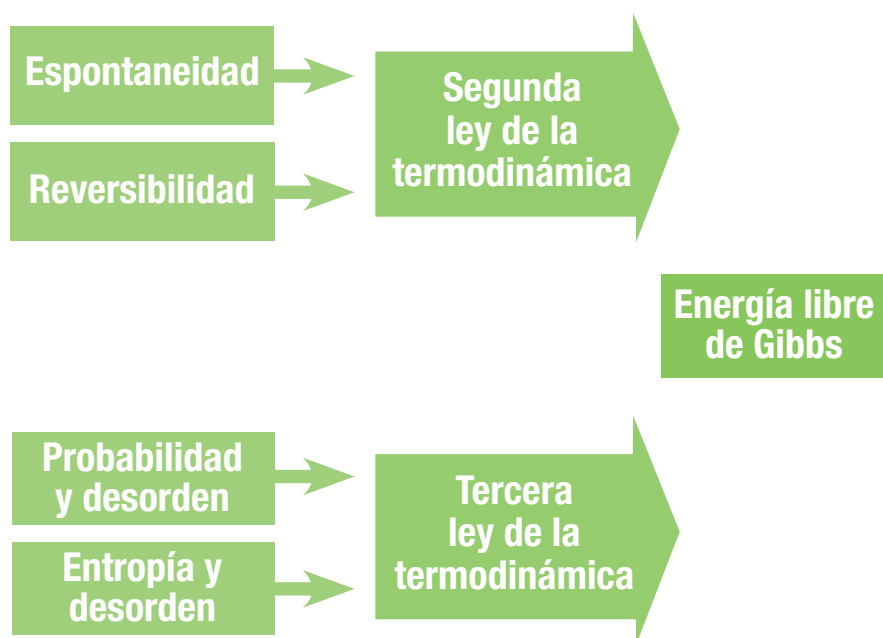 Espontaneidad
Reversibilidad
Segunda
ley de la
termodinámica
Energía libre
de Gibbs
Probabilidad
y desorden
Entropía y
desorden
Tercera
ley de la
termodinámica